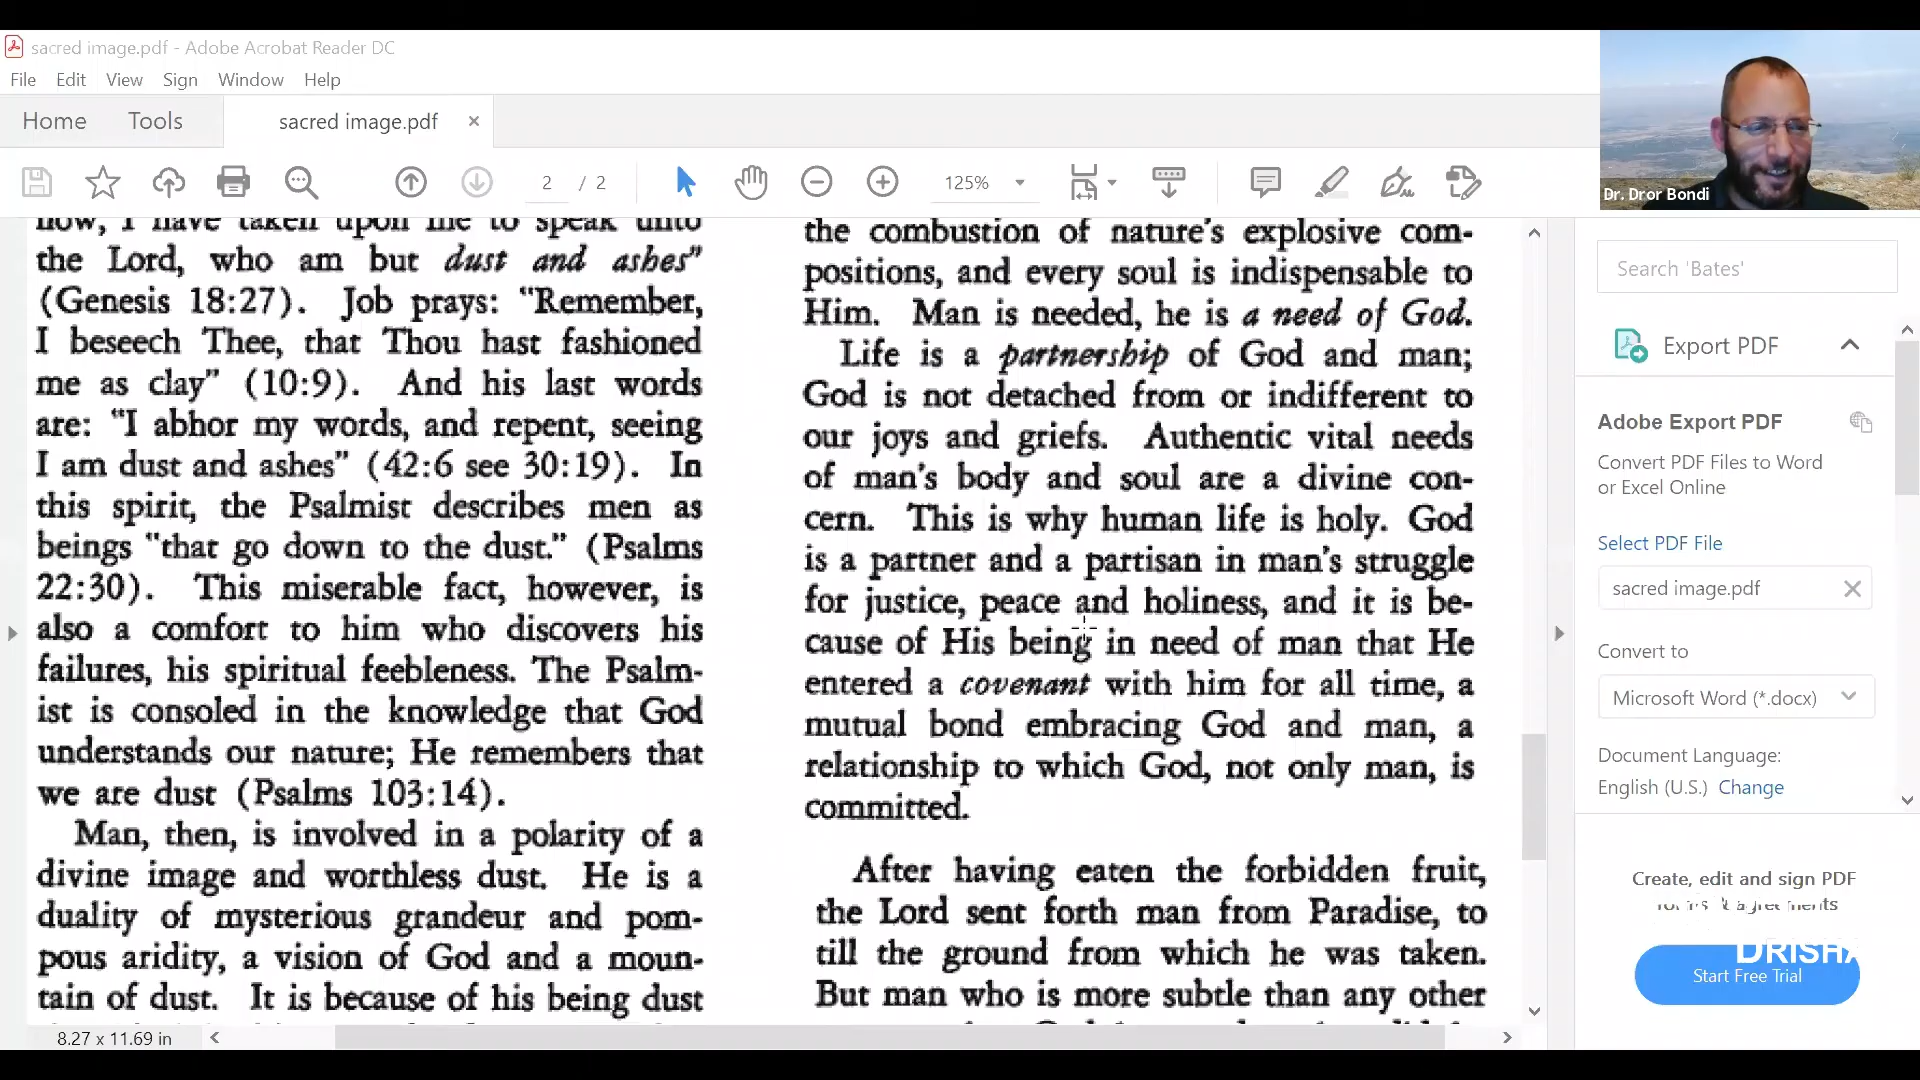 sacred image.pdf - Adobe Acrobat Reader DC
File Edit View Sign Window Help
Home Tools sacred image.pdf ×
2 / 2 125%
now, I have taken upon me to speak unto
the Lord, who am but dust and ashes”
(Genesis 18:27). Job prays: “Remember,
I beseech Thee, that Thou hast fashioned
me as clay” (10:9). And his last words
are: “I abhor my words, and repent, seeing
I am dust and ashes” (42:6 see 30:19). In
this spirit, the Psalmist describes men as
beings “that go down to the dust.” (Psalms
22:30). This miserable fact, however, is
also a comfort to him who discovers his
failures, his spiritual feebleness. The Psalm-
ist is consoled in the knowledge that God
understands our nature; He remembers that
we are dust (Psalms 103:14).
Man, then, is involved in a polarity of a
divine image and worthless dust. He is a
duality of mysterious grandeur and pom-
pous aridity, a vision of God and a moun-
tain of dust. It is because of his being dust
the combustion of nature’s explosive com-
positions, and every soul is indispensable to
Him. Man is needed, he is a need of God.
Life is a partnership of God and man;
God is not detached from or indifferent to
our joys and griefs. Authentic vital needs
of man’s body and soul are a divine con-
cern. This is why human life is holy. God
is a partner and a partisan in man’s struggle
for justice, peace and holiness, and it is be-
cause of His being in need of man that He
entered a covenant with him for all time, a
mutual bond embracing God and man, a
relationship to which God, not only man, is
committed.
After having eaten the forbidden fruit,
the Lord sent forth man from Paradise, to
till the ground from which he was taken.
But man who is more subtle than any other
8.27 x 11.69 in
Dr. Dror Bondi
Search 'Bates'
Export PDF
Adobe Export PDF
Convert PDF Files to Word
or Excel Online
Select PDF File
sacred image.pdf
Convert to
Microsoft Word (*.docx)
Document Language:
English (U.S.) Change
Create, edit and sign PDF
agreements
DRISHA
Start Free Trial